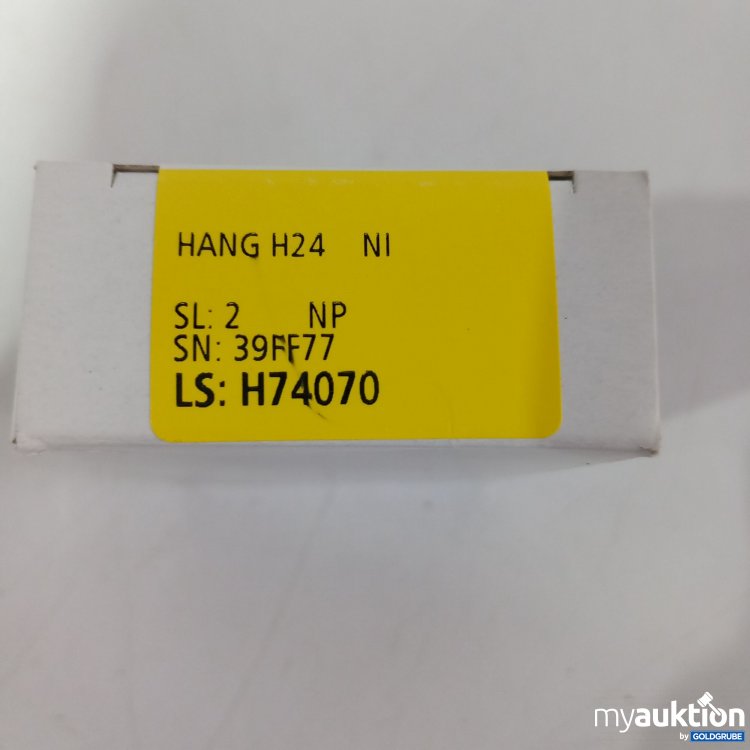 HANG H24 NI
SL: 2 NP
SN: 39FF77
LS: H74070
myauktion
by GOLDGRUBE